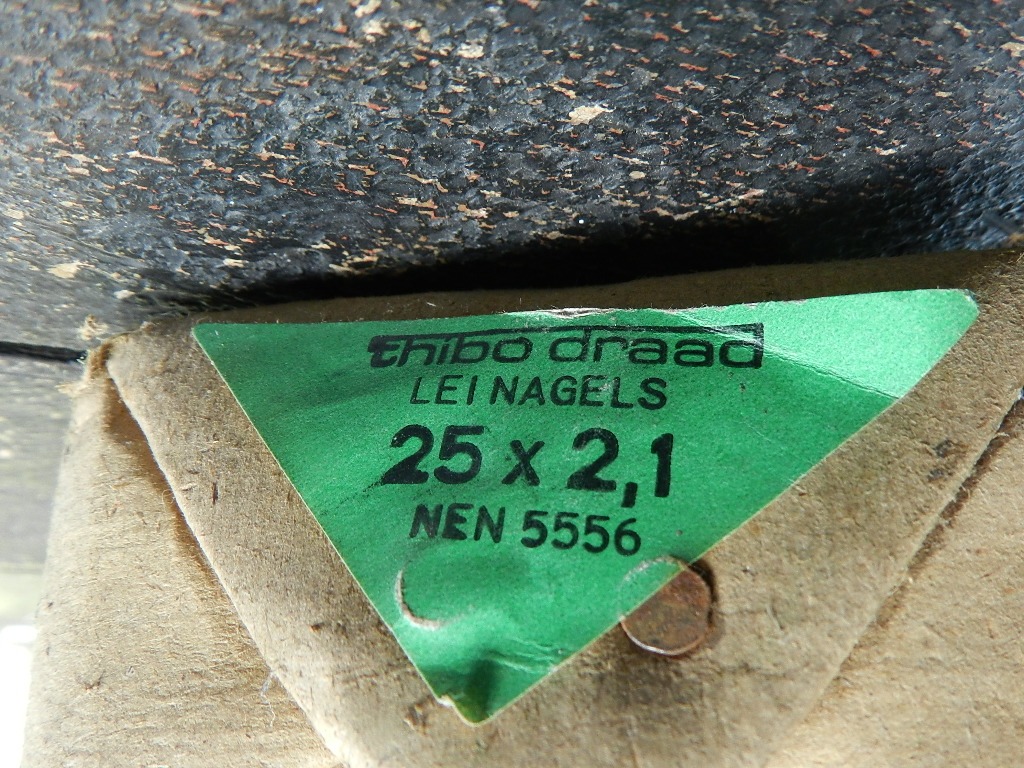 thibo draad
LEINAGELS
25 x 2,1
NEN 5556